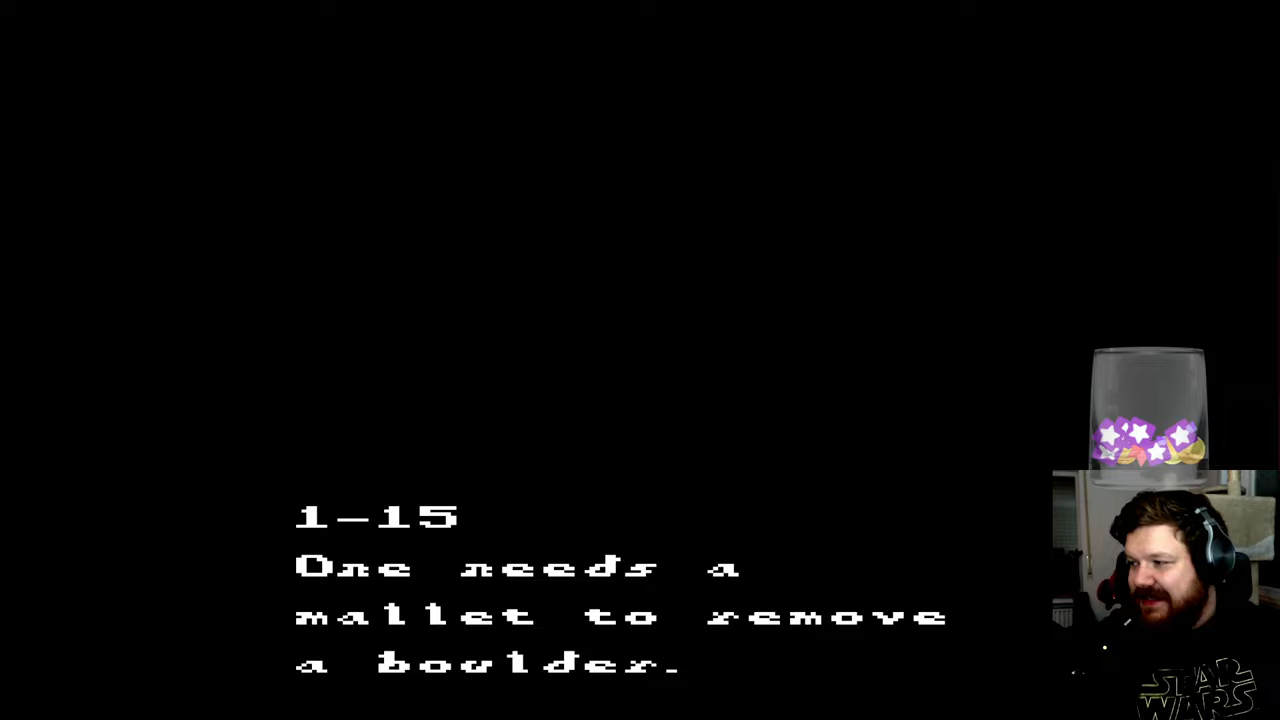 1-15
One needs a
mallet to remove
a boulder.
STAR
WARS